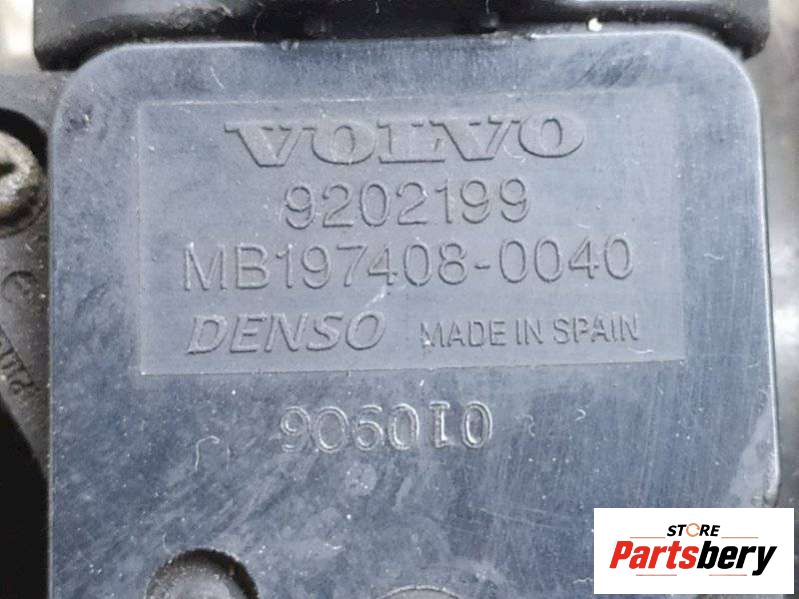 VOLVO
9202199
MB197408-0040
DENSO MADE IN SPAIN
906010
STORE
Partsbery